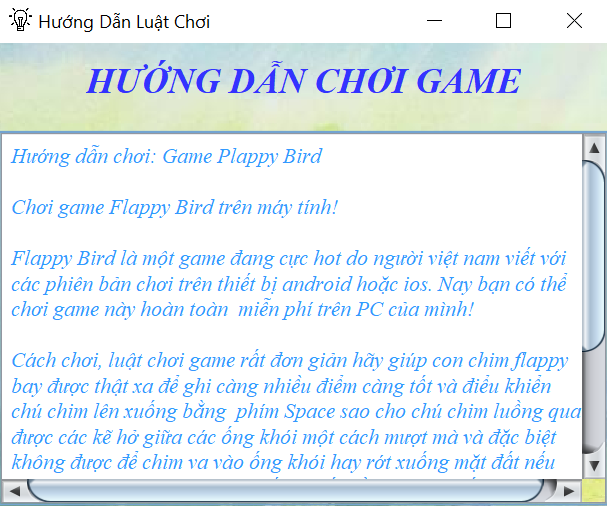 Hướng Dẫn Luật Chơi
HƯỚNG DẪN CHƠI GAME
Hướng dẫn chơi: Game Plappy Bird
Chơi game Flappy Bird trên máy tính!
Flappy Bird là một game đang cực hot do người việt nam viết với
các phiên bản chơi trên thiết bị android hoặc ios. Nay bạn có thể
chơi game này hoàn toàn  miễn phí trên PC của mình!
Cách chơi, luật chơi game rất đơn giản hãy giúp con chim flappy
bay được thật xa để ghi càng nhiều điểm càng tốt và điều khiển
chú chim lên xuống bằng  phím Space sao cho chú chim luồng qua
được các kẽ hở giữa các ống khói một cách mượt mà và đặc biệt
không được để chim va vào ống khói hay rớt xuống mặt đất nếu